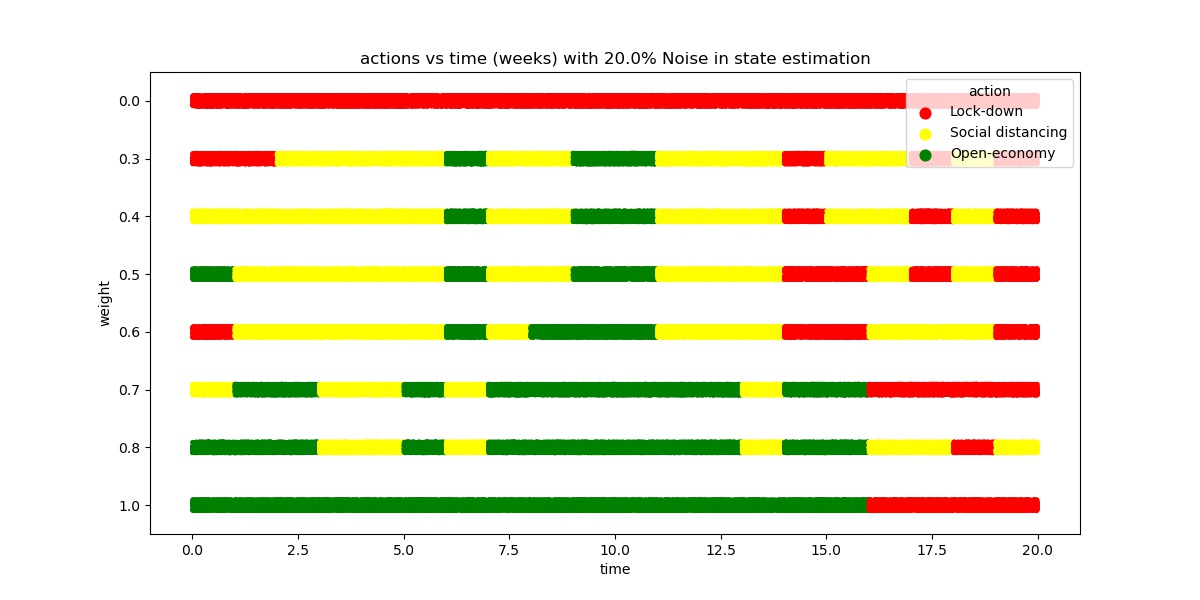 actions vs time (weeks) with 20.0% Noise in state estimation
action
Lock-down
Social distancing
Open-economy
weight
0.0
0.3
0.4
0.5
0.6
0.7
0.8
1.0
0.0 2.5 5.0 7.5 10.0 12.5 15.0 17.5 20.0
time